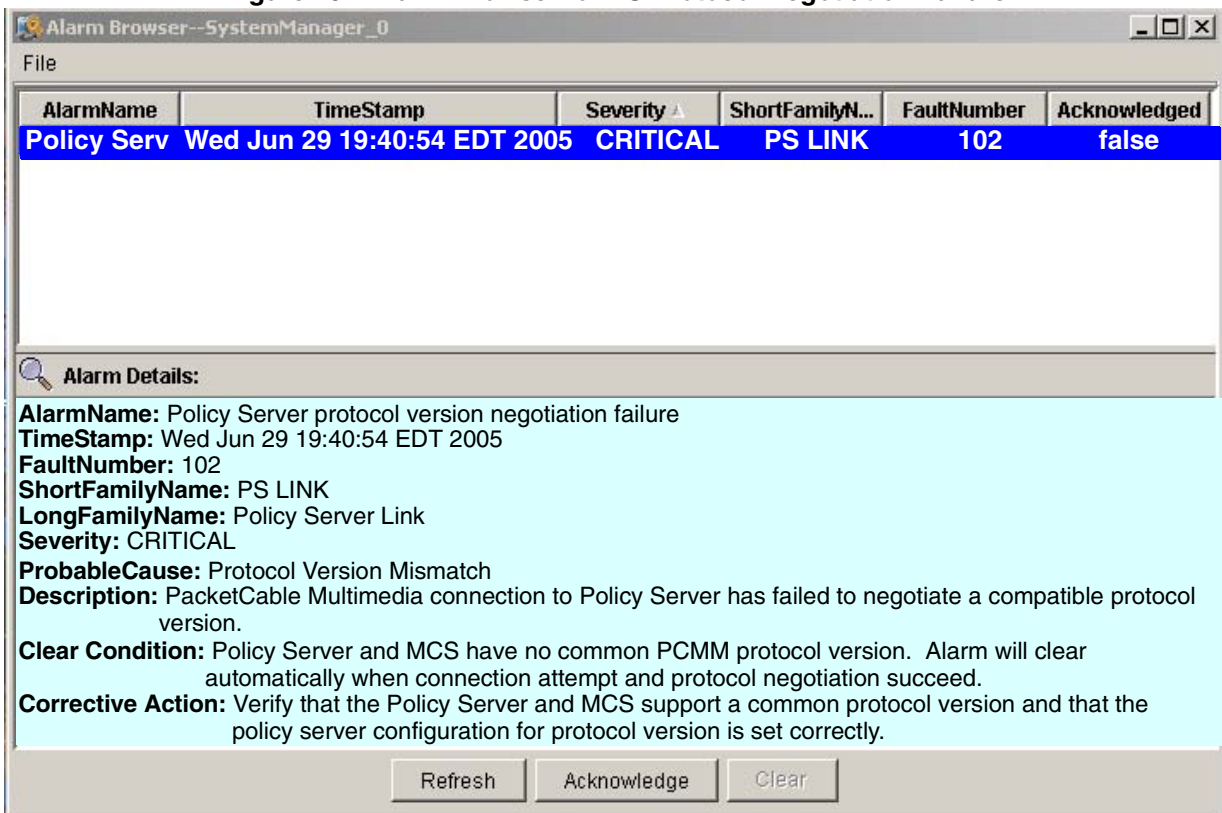 Alarm Browser--SystemManager_0
File
AlarmName TimeStamp Severity ShortFamilyN... FaultNumber Acknowledged
Policy Serv Wed Jun 29 19:40:54 EDT 2005 CRITICAL PS LINK 102 false
Alarm Details:
AlarmName: Policy Server protocol version negotiation failure
TimeStamp: Wed Jun 29 19:40:54 EDT 2005
FaultNumber: 102
ShortFamilyName: PS LINK
LongFamilyName: Policy Server Link
Severity: CRITICAL
ProbableCause: Protocol Version Mismatch
Description: PacketCable Multimedia connection to Policy Server has failed to negotiate a compatible protocol
version.
Clear Condition: Policy Server and MCS have no common PCMM protocol version. Alarm will clear
automatically when connection attempt and protocol negotiation succeed.
Corrective Action: Verify that the Policy Server and MCS support a common protocol version and that the
policy server configuration for protocol version is set correctly.
Refresh Acknowledge Clear